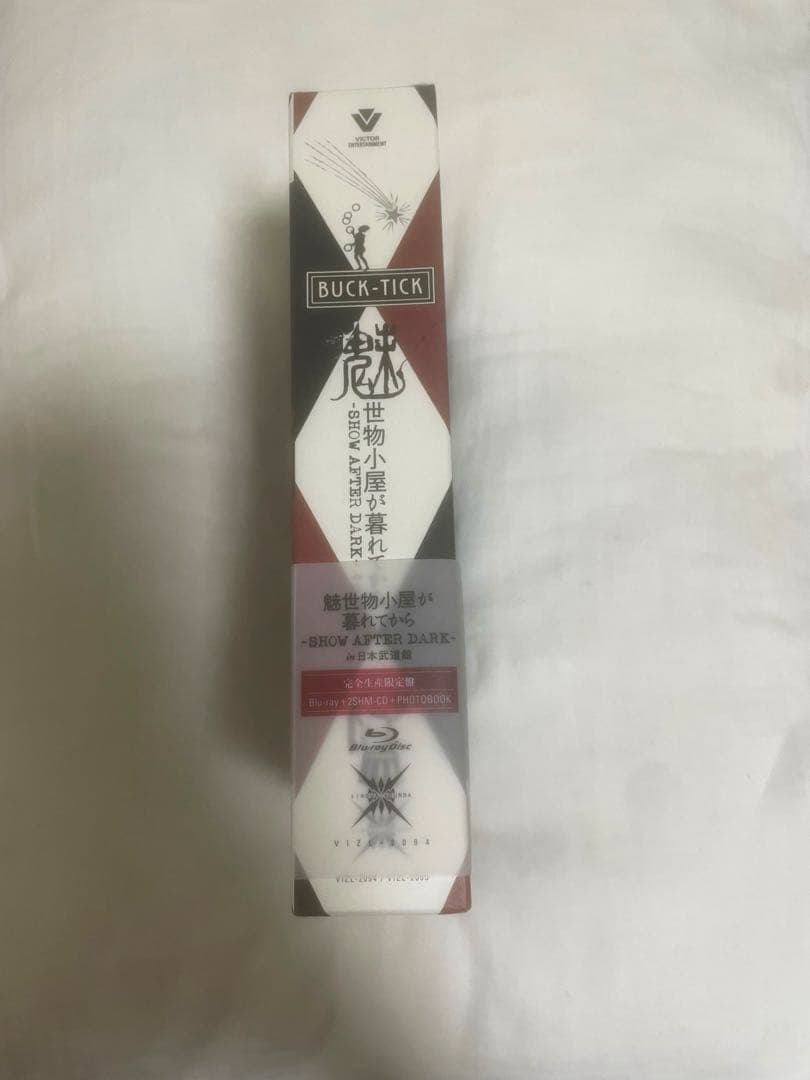 VICTOR
ENTERTAINMENT
BUCK-TICK
魅
世物小屋が暮れて
-SHOW AFTER DARK-
魅世物小屋が
暮れてから
-SHOW AFTER DARK-
in 日本武道館
完全生産限定盤
Blu-ray+2SHM-CD+PHOTOBOOK
Blu-ray Disc
VIZL-2094